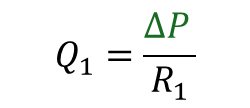 Q₁ = ΔP / R₁